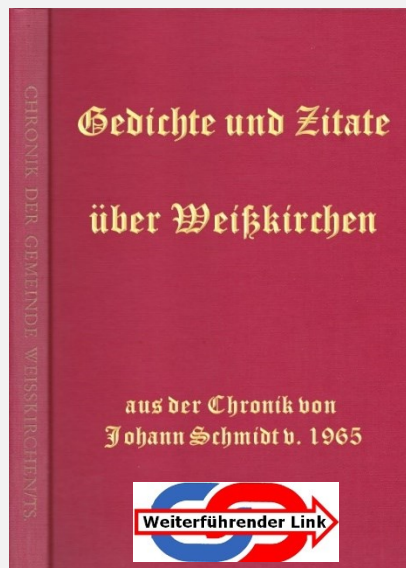 CHRONIK DER GEMEINDE WEISSKIRCHEN/TS.
Gedichte und Zitate
über Weißkirchen
aus der Chronik von
Johann Schmidt v. 1965
Weiterführender Link